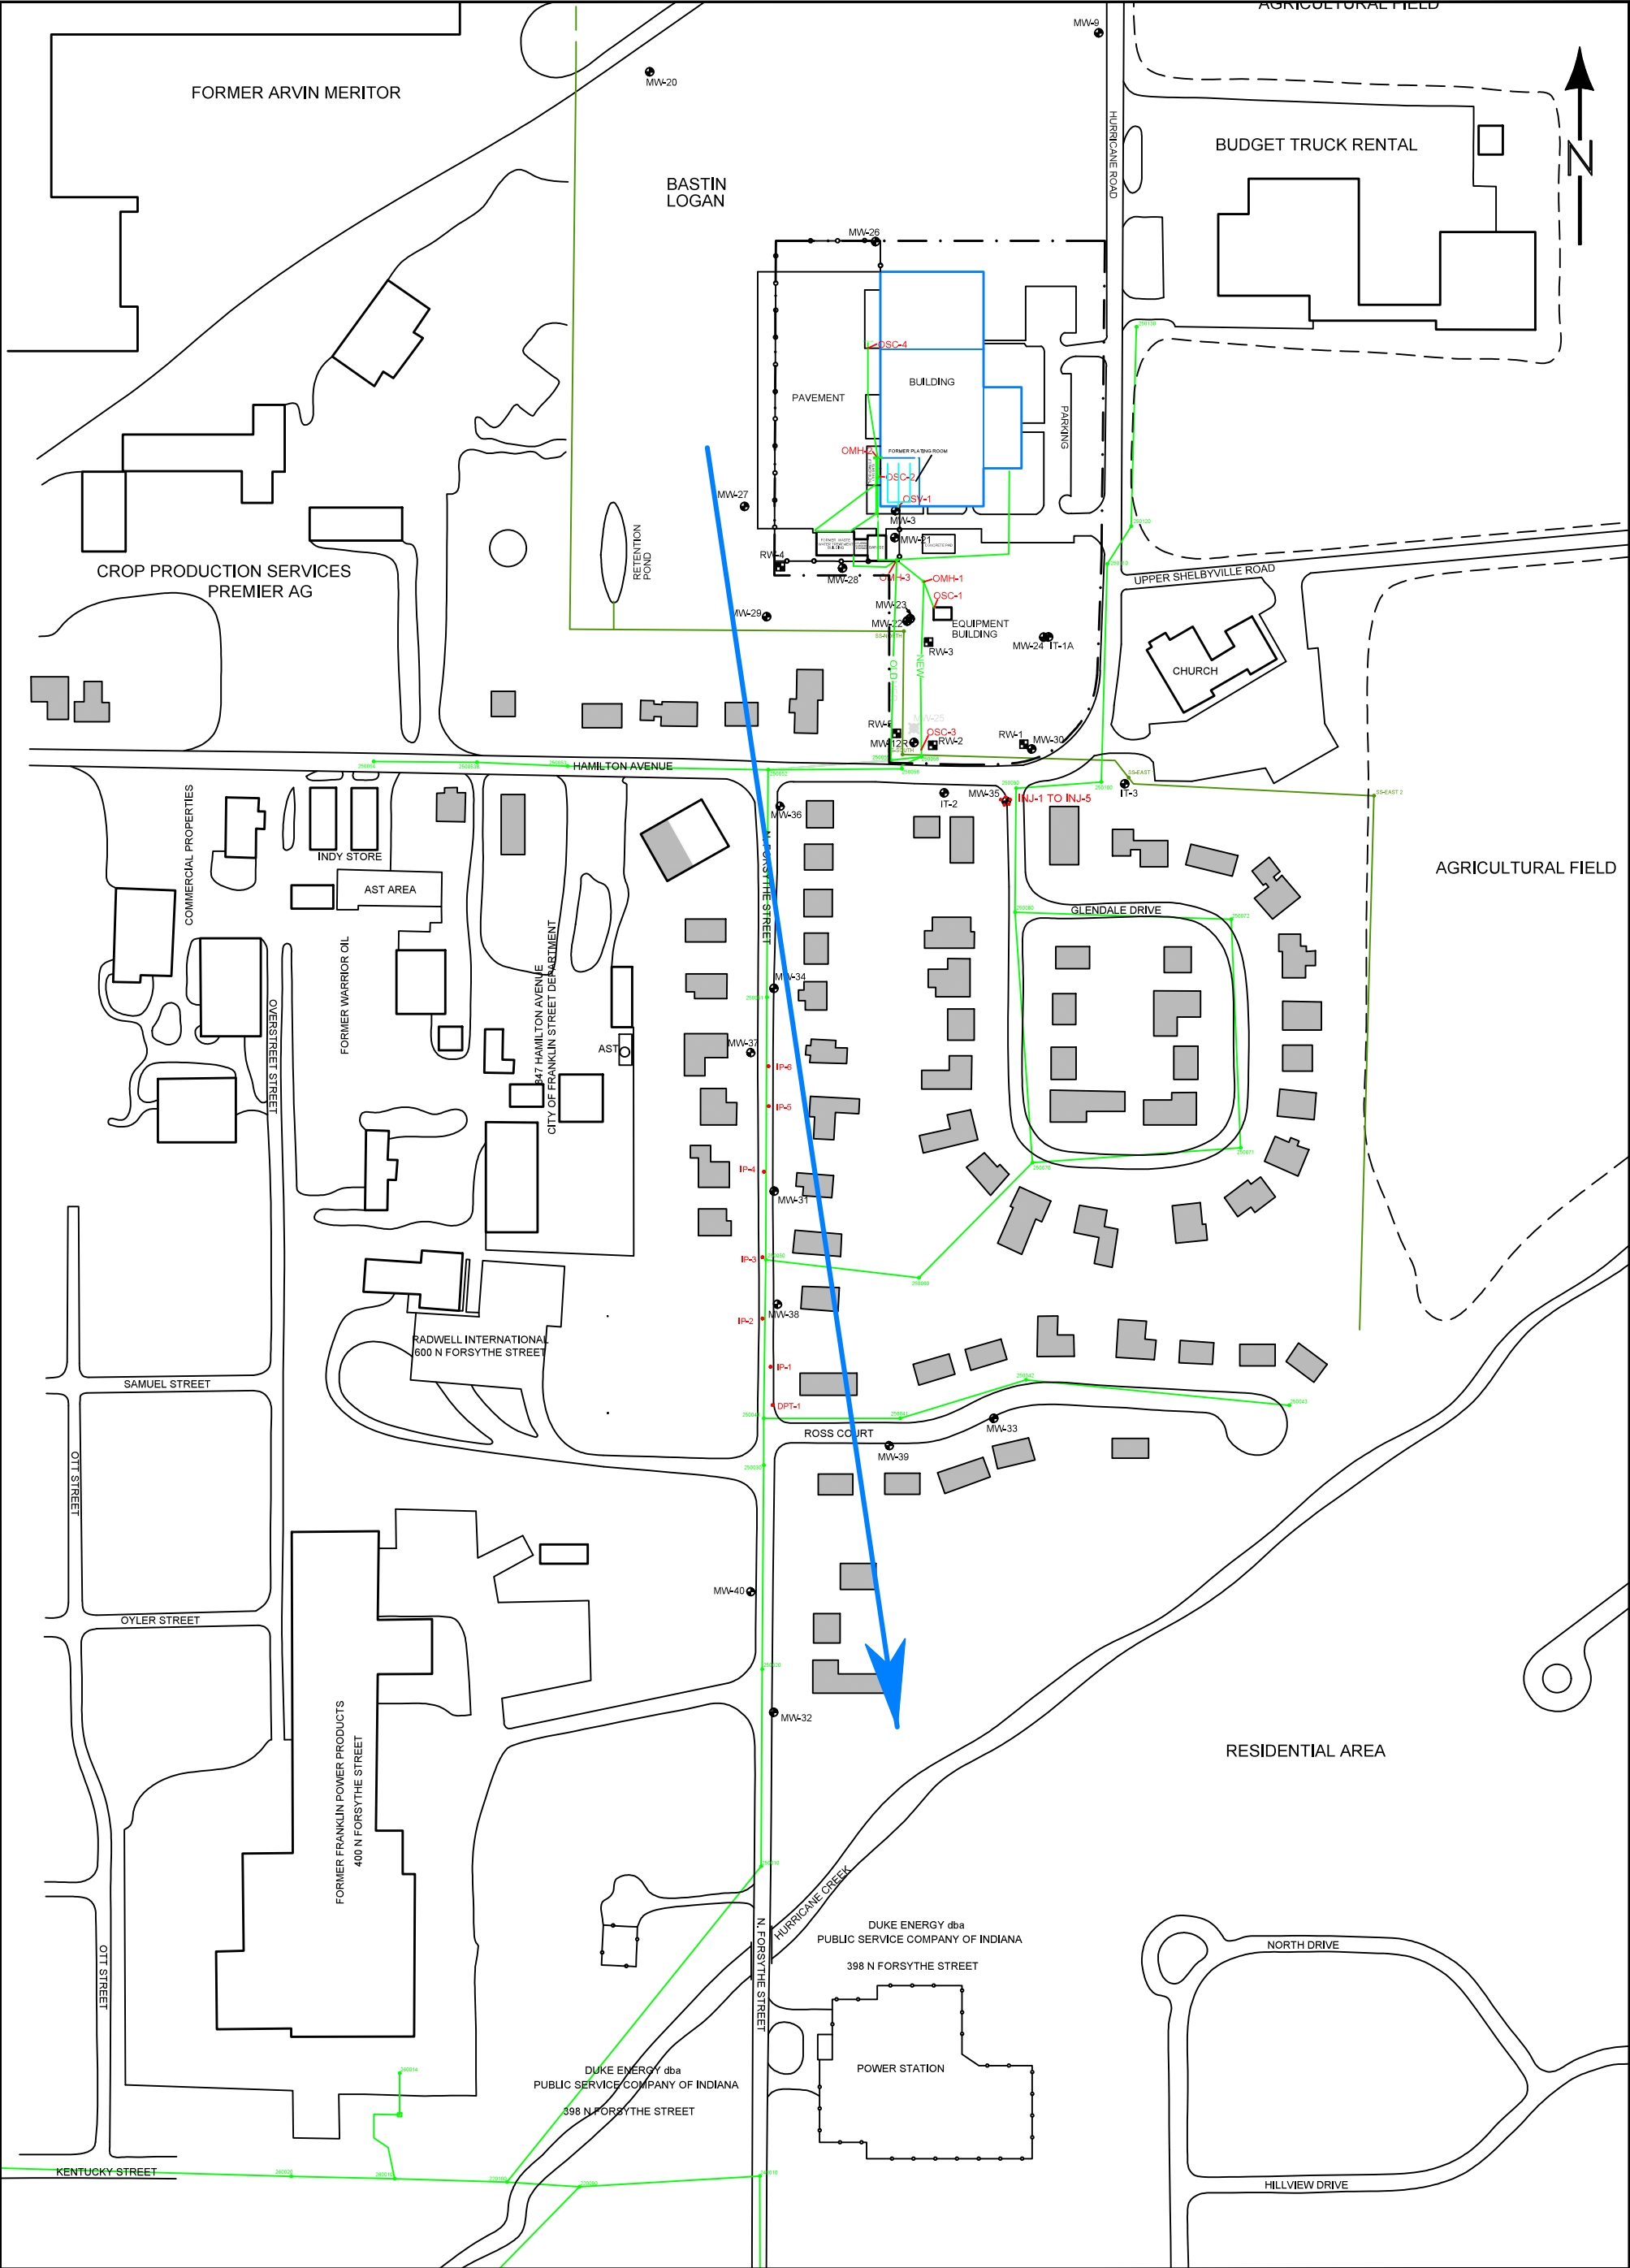 AGRICULTURAL FIELD
MW-9
MW-20
FORMER ARVIN MERITOR
HURRICANE ROAD
BUDGET TRUCK RENTAL
N
BASTIN
LOGAN
MW-26
OSC-4
BUILDING
PAVEMENT
PARKING
OMH-2
FORMER PLATING ROOM
OSC-2
OSV-1
MW-27
MW-3
MW-21
RETENTION
POND
RW-4
MW-28
OMH-3
OMH-1
OSC-1
UPPER SHELBYVILLE ROAD
CROP PRODUCTION SERVICES
PREMIER AG
MW-29
MW-23
MW-22
EQUIPMENT
BUILDING
RW-3
MW-24
IT-1A
CHURCH
OLD
NEW
MW-25
OSC-3
MW-12R
RW-2
RW-1
MW-30
HAMILTON AVENUE
SS-EAST
SS-EAST 2
IT-2
MW-35
INJ-1 TO INJ-5
IT-3
MW-36
COMMERCIAL PROPERTIES
INDY STORE
AST AREA
N. FORSYTHE STREET
AGRICULTURAL FIELD
GLENDALE DRIVE
FORMER WARRIOR OIL
847 HAMILTON AVENUE
CITY OF FRANKLIN STREET DEPARTMENT
OVERSTREET STREET
MW-34
MW-37
AST
IP-6
IP-5
IP-4
MW-31
IP-3
MW-38
IP-2
RADWELL INTERNATIONAL
600 N FORSYTHE STREET
IP-1
SAMUEL STREET
DPT-1
ROSS COURT
MW-33
MW-39
OTT STREET
MW-40
OYLER STREET
MW-32
FORMER FRANKLIN POWER PRODUCTS
400 N FORSYTHE STREET
RESIDENTIAL AREA
HURRICANE CREEK
N. FORSYTHE STREET
DUKE ENERGY dba
PUBLIC SERVICE COMPANY OF INDIANA
398 N FORSYTHE STREET
NORTH DRIVE
OTT STREET
POWER STATION
DUKE ENERGY dba
PUBLIC SERVICE COMPANY OF INDIANA
398 N FORSYTHE STREET
KENTUCKY STREET
HILLVIEW DRIVE